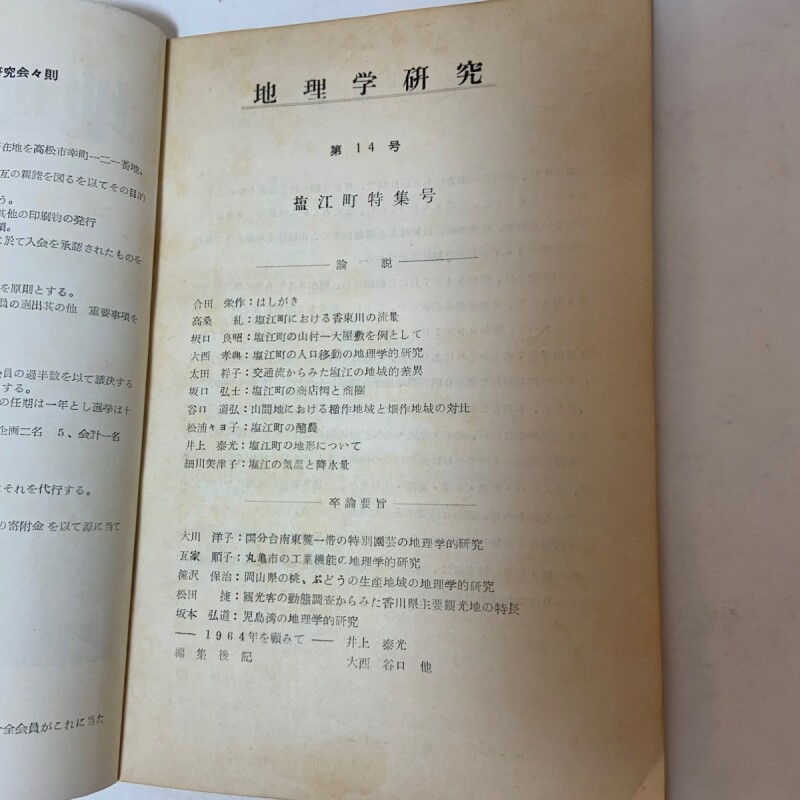 究会々則
在地を高松市幸町一二一番地、
互の親睦を図るを以てその目的
う。
其他の印刷物の発行
に於て入会を承認されたものを
を原則とする。
員の選出其の他 重要事項を
員の過半数を以て議決する
する。
の任期は一年とし選挙は十
企画二名 5、会計一名
それを代行する。
の寄附金を以て源に当て
全会員がこれに当た
地理学研究
第14号
塩江町特集号
論説
合田 栄作:はしがき
高桑 糺:塩江町における香東川の流量
坂口 良昭:塩江町の山村一大屋敷を例として
大西 孝典:塩江町の人口移動の地理学的研究
太田 祥子:交通流からみた塩江の地域的差異
坂口 弘士:塩江町の商店街と商圏
谷口 道弘:山間地における稲作地域と畑作地域の対比
松浦キヨ子:塩江町の酪農
井上 泰光:塩江町の地形について
細川美津子:塩江の気温と降水量
卒論要旨
大川 洋子:国分台南東麓一帯の特別園芸の地理学的研究
瓦家 順子:丸亀市の工業機能の地理学的研究
滝沢 保治:岡山県の桃、ぶどうの生産地域の地理学的研究
松田 捷:観光客の動態調査からみた香川県主要観光地の特長
坂本 弘道:児島湾の地理学的研究
── 1964年を顧みて ── 井上 泰光
編集後記 大西 谷口 他